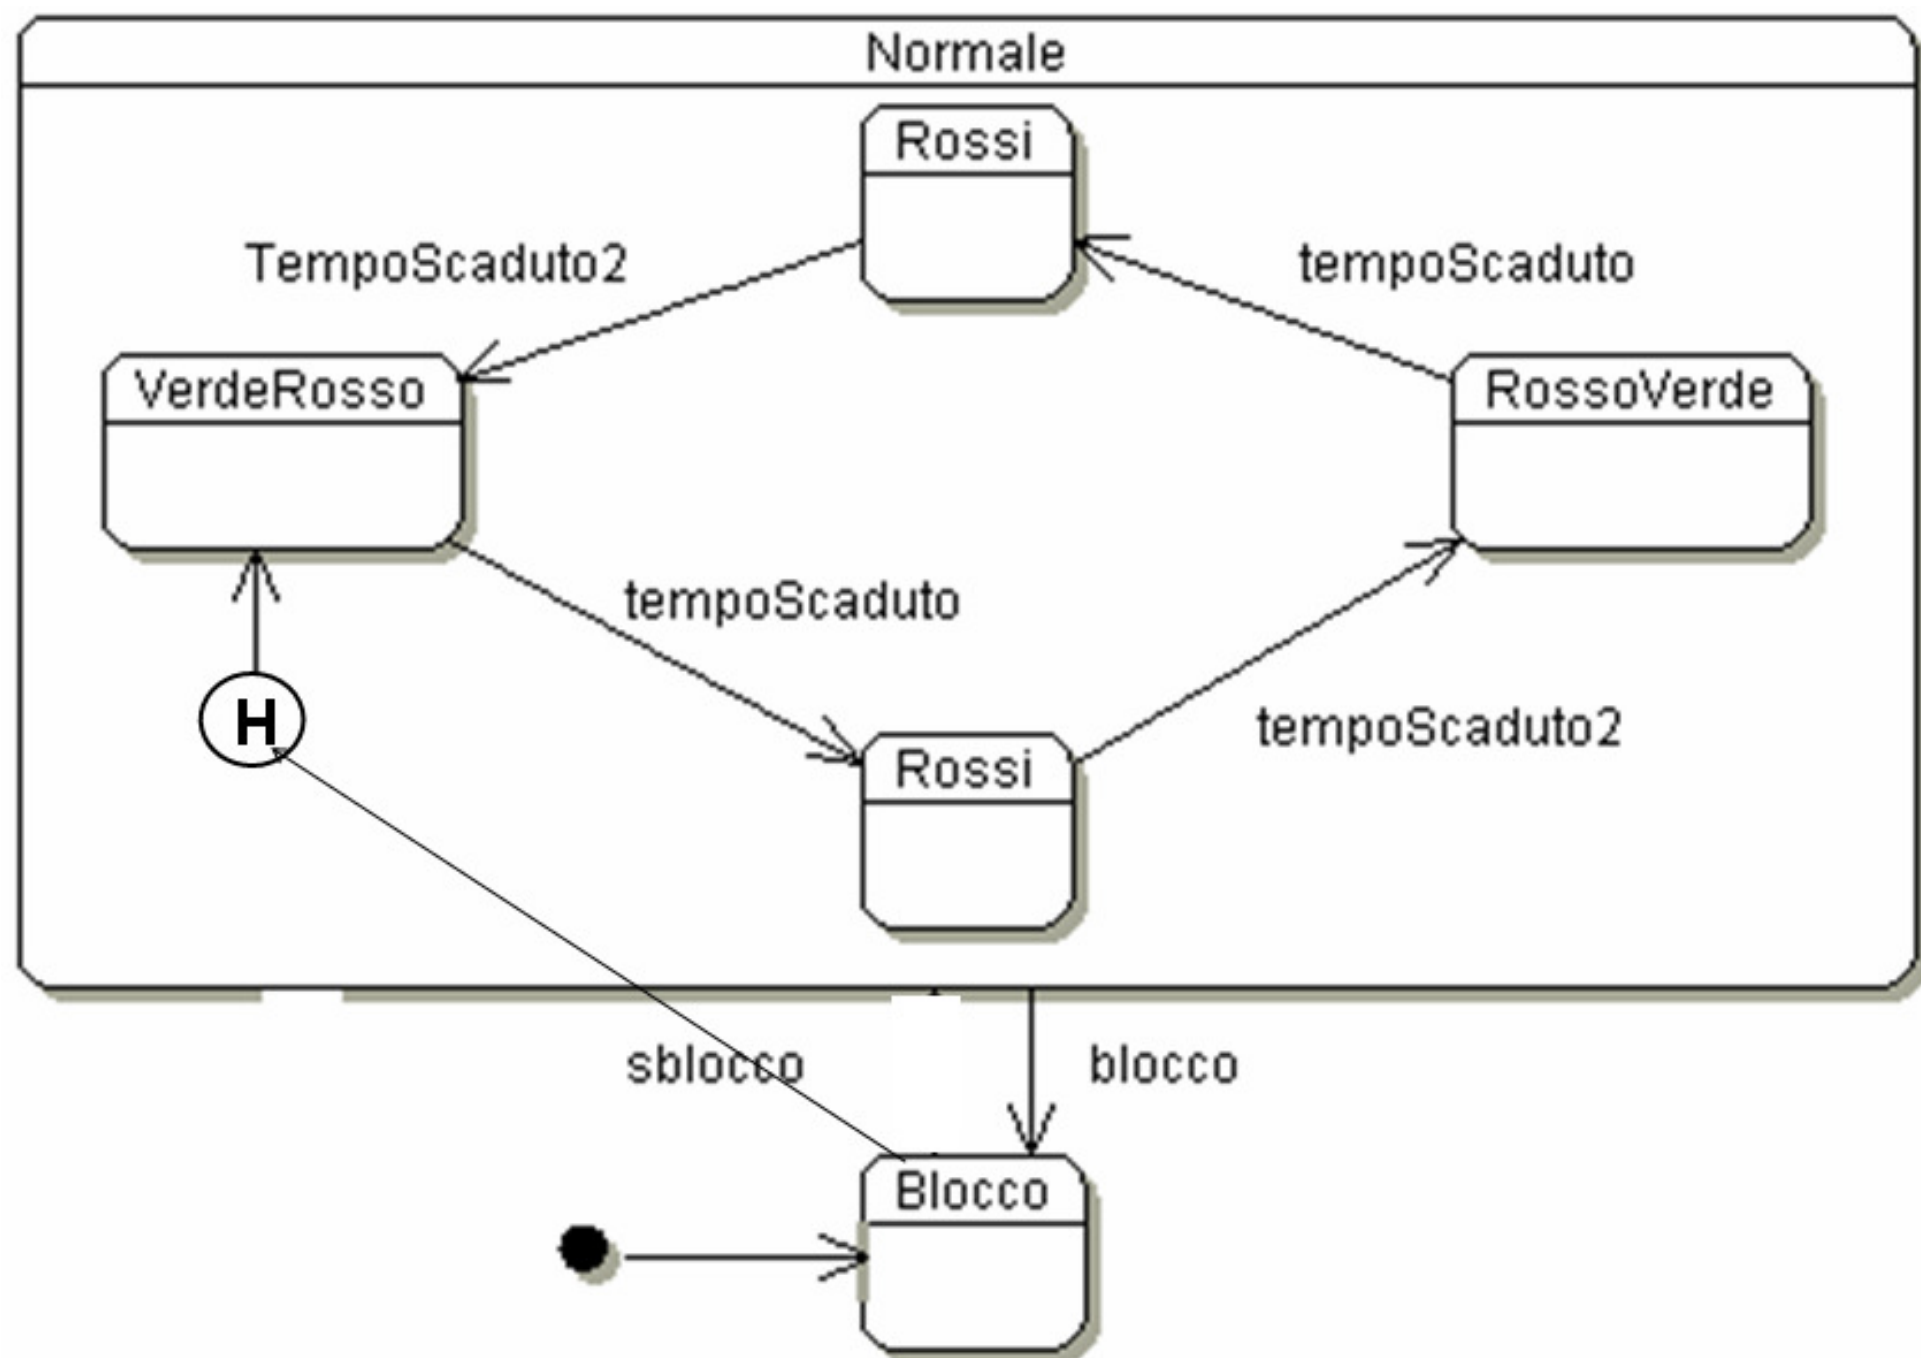 Normale
Rossi
TempoScaduto2
tempoScaduto
VerdeRosso
RossoVerde
tempoScaduto
H
tempoScaduto2
Rossi
sblocco
blocco
Blocco